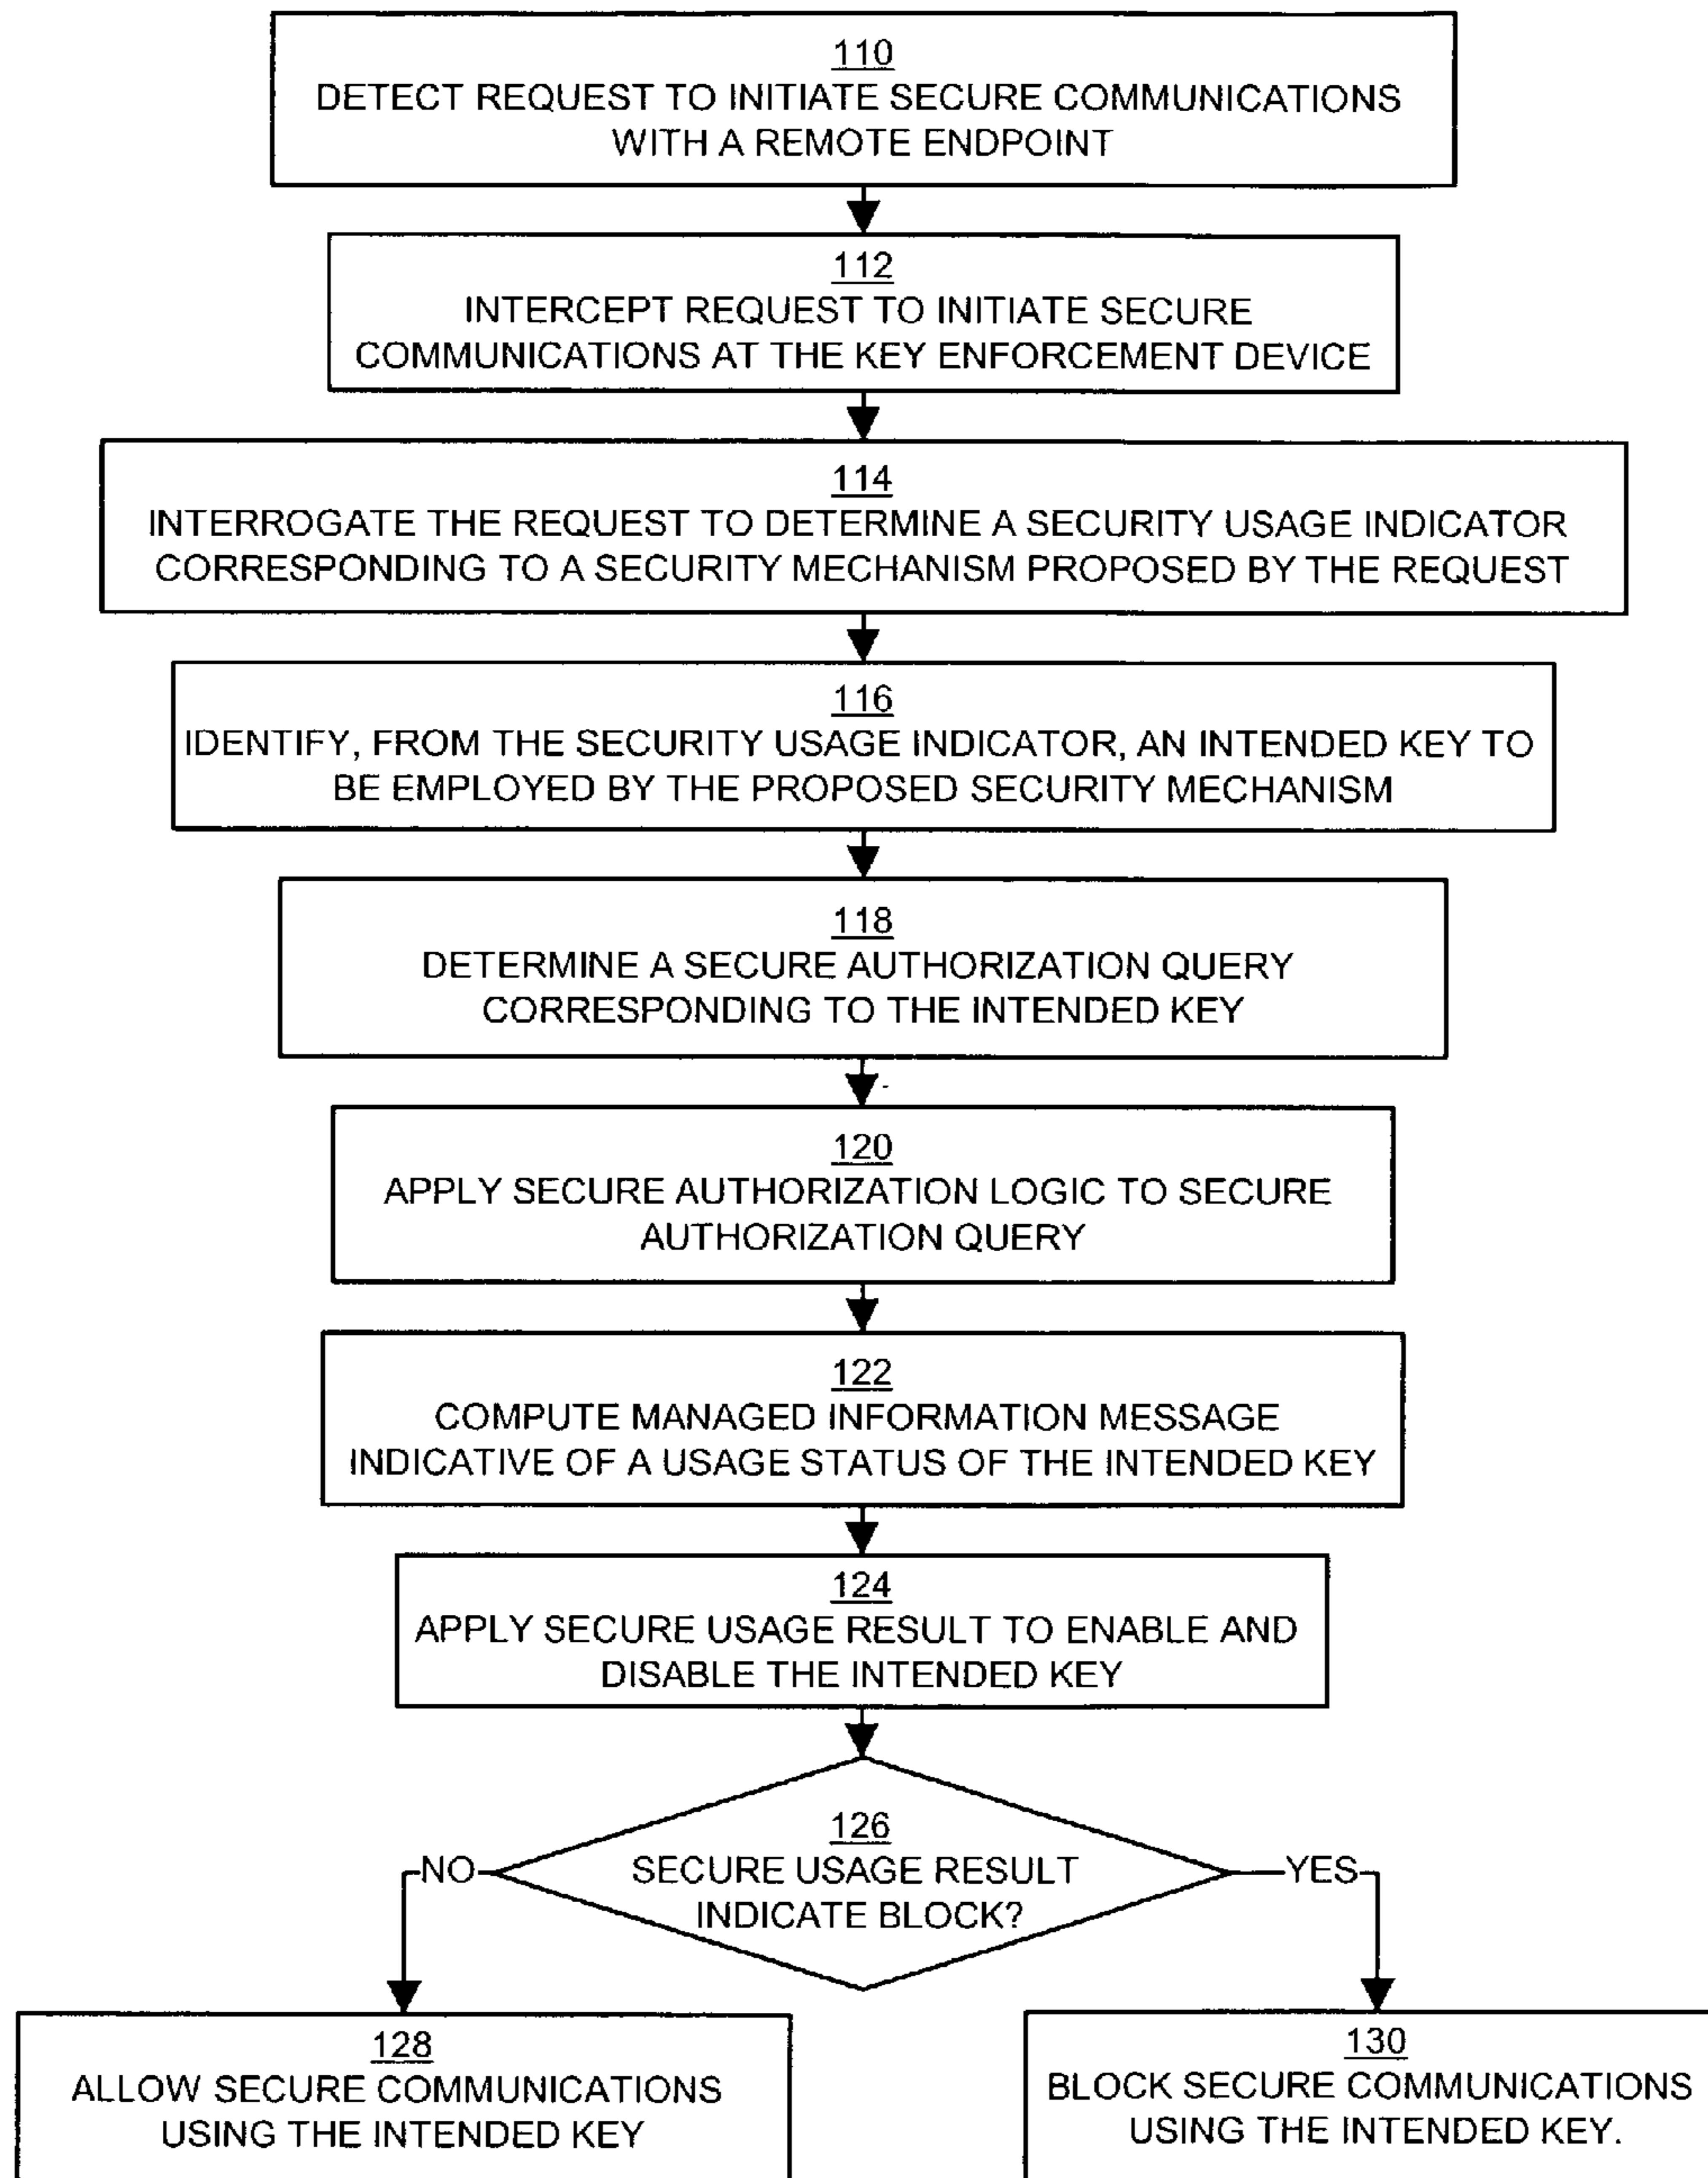 110
DETECT REQUEST TO INITIATE SECURE COMMUNICATIONS
WITH A REMOTE ENDPOINT
112
INTERCEPT REQUEST TO INITIATE SECURE
COMMUNICATIONS AT THE KEY ENFORCEMENT DEVICE
114
INTERROGATE THE REQUEST TO DETERMINE A SECURITY USAGE INDICATOR
CORRESPONDING TO A SECURITY MECHANISM PROPOSED BY THE REQUEST
116
IDENTIFY, FROM THE SECURITY USAGE INDICATOR, AN INTENDED KEY TO
BE EMPLOYED BY THE PROPOSED SECURITY MECHANISM
118
DETERMINE A SECURE AUTHORIZATION QUERY
CORRESPONDING TO THE INTENDED KEY
120
APPLY SECURE AUTHORIZATION LOGIC TO SECURE
AUTHORIZATION QUERY
122
COMPUTE MANAGED INFORMATION MESSAGE
INDICATIVE OF A USAGE STATUS OF THE INTENDED KEY
124
APPLY SECURE USAGE RESULT TO ENABLE AND
DISABLE THE INTENDED KEY
126
SECURE USAGE RESULT
INDICATE BLOCK?
NO
YES
128
ALLOW SECURE COMMUNICATIONS
USING THE INTENDED KEY
130
BLOCK SECURE COMMUNICATIONS
USING THE INTENDED KEY.